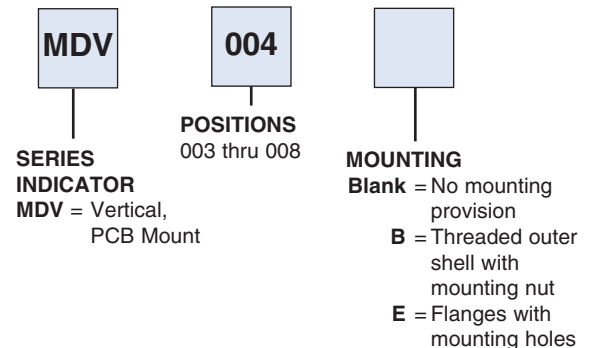 MDV
004
SERIES
INDICATOR
MDV = Vertical,
PCB Mount
POSITIONS
003 thru 008
MOUNTING
Blank = No mounting
provision
B = Threaded outer
shell with
mounting nut
E = Flanges with
mounting holes